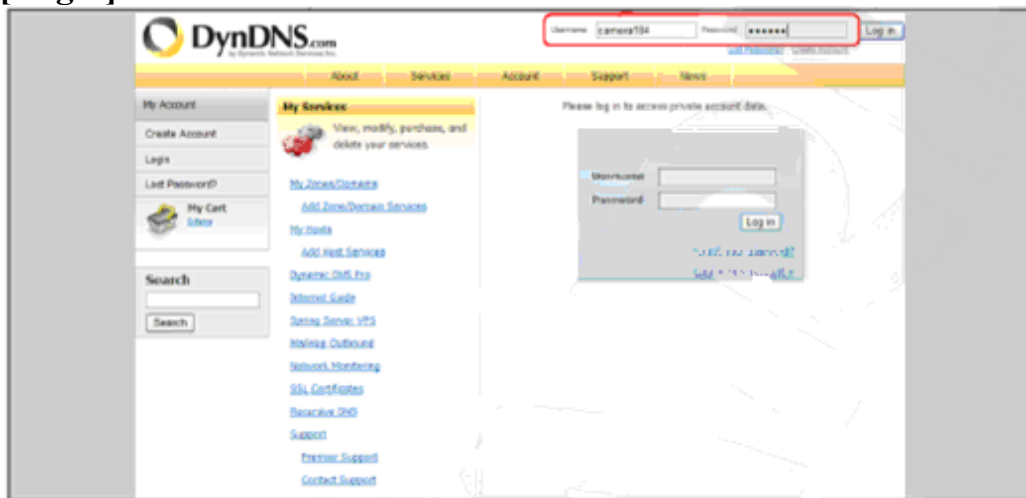 DynDNS.com
Username camera184 Password ●●●●●● Log in
Lost Password? Create Account
About Services Account Support News
My Account
Create Account
Login
Lost Password?
My Cart
0 items
Search
Search
My Services
View, modify, purchase, and
delete your services.
My Zones/Domains
Add Zone/Domain Services
My Hosts
Add Host Services
Dynamic DNS Pro
Internet Guide
Spring Server VPS
MailHop Outbound
Network Monitoring
SSL Certificates
Recursive DNS
Support
Premier Support
Contact Support
Please log in to access private account data.
Username
Password
Log in